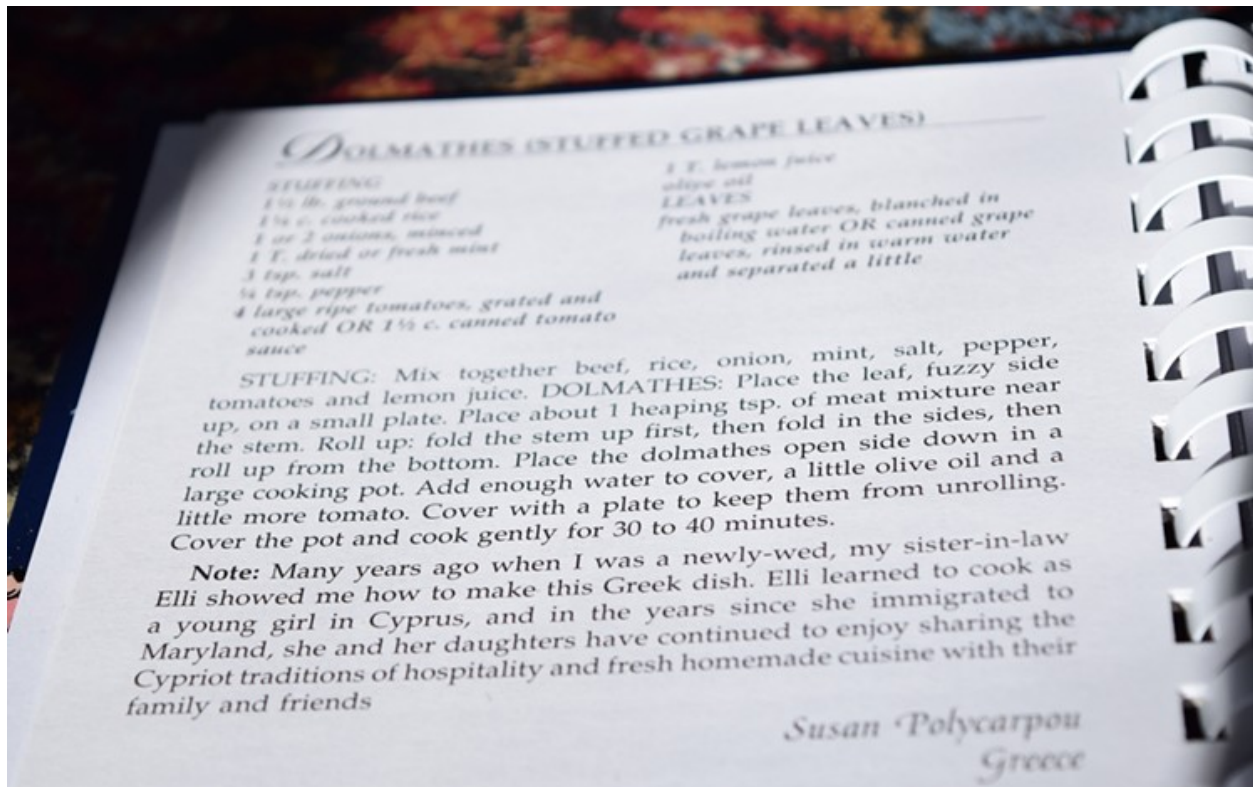 DOLMATHES (STUFFED GRAPE LEAVES)
STUFFING
1½ lb. ground beef
c. cooked rice
1 or 2 onions, minced
1 T. dried or fresh mint
3 tsp. salt
¼ tsp. pepper
4 large ripe tomatoes, grated and
cooked OR 1½ c. canned tomato
sauce
1 T. lemon juice
olive oil
LEAVES
fresh grape leaves, blanched in
boiling water OR canned grape
leaves, rinsed in warm water
and separated a little
STUFFING: Mix together beef, rice, onion, mint, salt, pepper,
tomatoes and lemon juice. DOLMATHES: Place the leaf, fuzzy side
up, on a small plate. Place about 1 heaping tsp. of meat mixture near
the stem. Roll up: fold the stem up first, then fold in the sides, then
roll up from the bottom. Place the dolmathes open side down in a
large cooking pot. Add enough water to cover, a little olive oil and a
little more tomato. Cover with a plate to keep them from unrolling.
Cover the pot and cook gently for 30 to 40 minutes.
Note: Many years ago when I was a newly-wed, my sister-in-law
Elli showed me how to make this Greek dish. Elli learned to cook as
a young girl in Cyprus, and in the years since she immigrated to
Maryland, she and her daughters have continued to enjoy sharing the
Cypriot traditions of hospitality and fresh homemade cuisine with their
family and friends
Susan Polycarpou
Greece